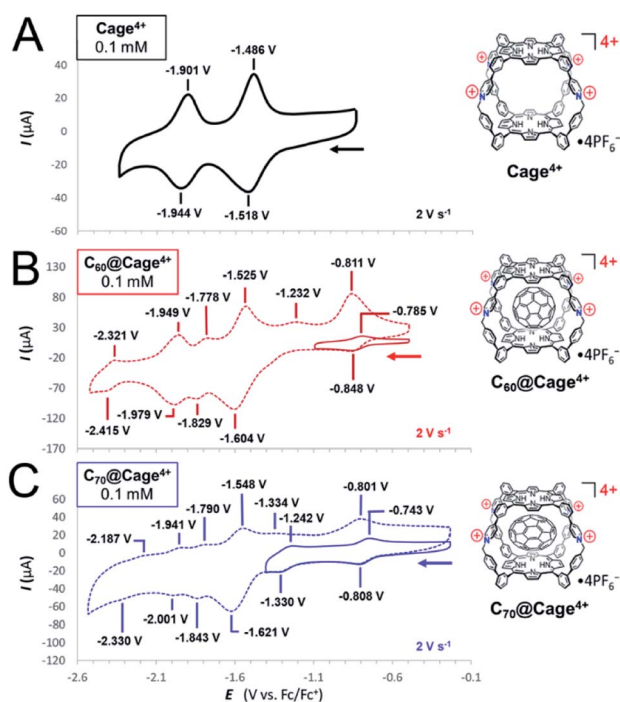 A
Cage⁴⁺
0.1 mM
-1.901 V
-1.486 V
-1.944 V
-1.518 V
2 V s⁻¹
I (µA)
40
20
0
-20
-40
-60
4+
N
N
N
N
NH N HN
NH N HN
•4PF₆⁻
Cage⁴⁺
B
C₆₀@Cage⁴⁺
0.1 mM
-2.321 V
-1.949 V
-1.778 V
-1.525 V
-1.232 V
-0.811 V
-0.785 V
-2.415 V
-1.979 V
-1.829 V
-1.604 V
-0.848 V
2 V s⁻¹
I (µA)
130
80
30
-20
-70
-120
-170
4+
•4PF₆⁻
C₆₀@Cage⁴⁺
C
C₇₀@Cage⁴⁺
0.1 mM
-2.187 V
-1.941 V
-1.790 V
-1.548 V
-1.334 V
-1.242 V
-0.801 V
-0.743 V
-2.330 V
-2.001 V
-1.843 V
-1.621 V
-1.330 V
-0.808 V
2 V s⁻¹
I (µA)
60
40
20
0
-20
-40
-60
-80
-100
-120
-2.6
-2.1
-1.6
-1.1
-0.6
-0.1
E (V vs. Fc/Fc⁺)
4+
•4PF₆⁻
C₇₀@Cage⁴⁺